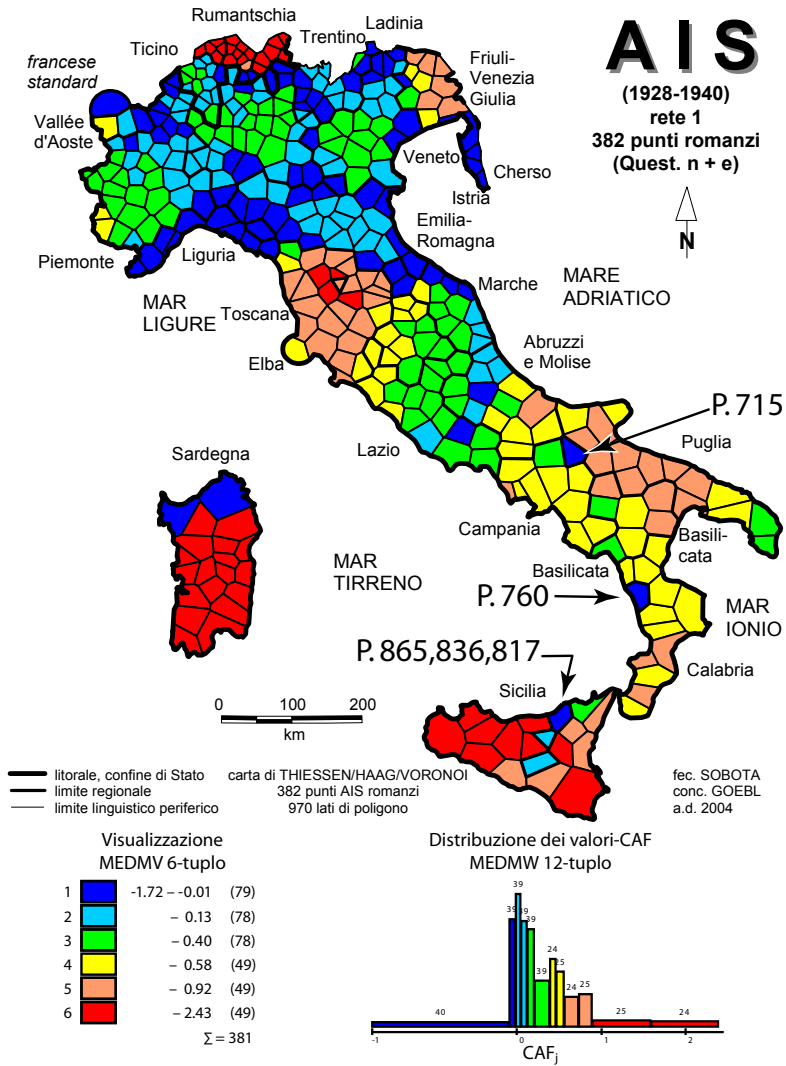 AIS
(1928-1940)
rete 1
382 punti romanzi
(Quest. n + e)
N
Rumantschia
Ladinia
Ticino
Trentino
francese
standard
Friuli-
Venezia
Giulia
Vallée
d'Aoste
Veneto
Cherso
Istria
Emilia-
Romagna
Piemonte
Liguria
Marche
MARE
ADRIATICO
MAR
LIGURE
Toscana
Abruzzi
e Molise
Elba
P. 715
Lazio
Puglia
Sardegna
Campania
Basili-
cata
MAR
TIRRENO
Basilicata
P. 760
MAR
IONIO
P. 865,836,817
Calabria
Sicilia
0 100 200
km
litorale, confine di Stato
limite regionale
limite linguistico periferico
carta di THIESSEN/HAAG/VORONOI
382 punti AIS romanzi
970 lati di poligono
fec. SOBOTA
conc. GOEBL
a.d. 2004
Visualizzazione
MEDMV 6-tuplo
1 -1.72 – -0.01 (79)
2 – 0.13 (78)
3 – 0.40 (78)
4 – 0.58 (49)
5 – 0.92 (49)
6 – 2.43 (49)
Σ = 381
Distribuzione dei valori-CAF
MEDMW 12-tuplo
40 39 39 39 39 39 24 25 24 25 25 24
-1 0 1 2
CAFj